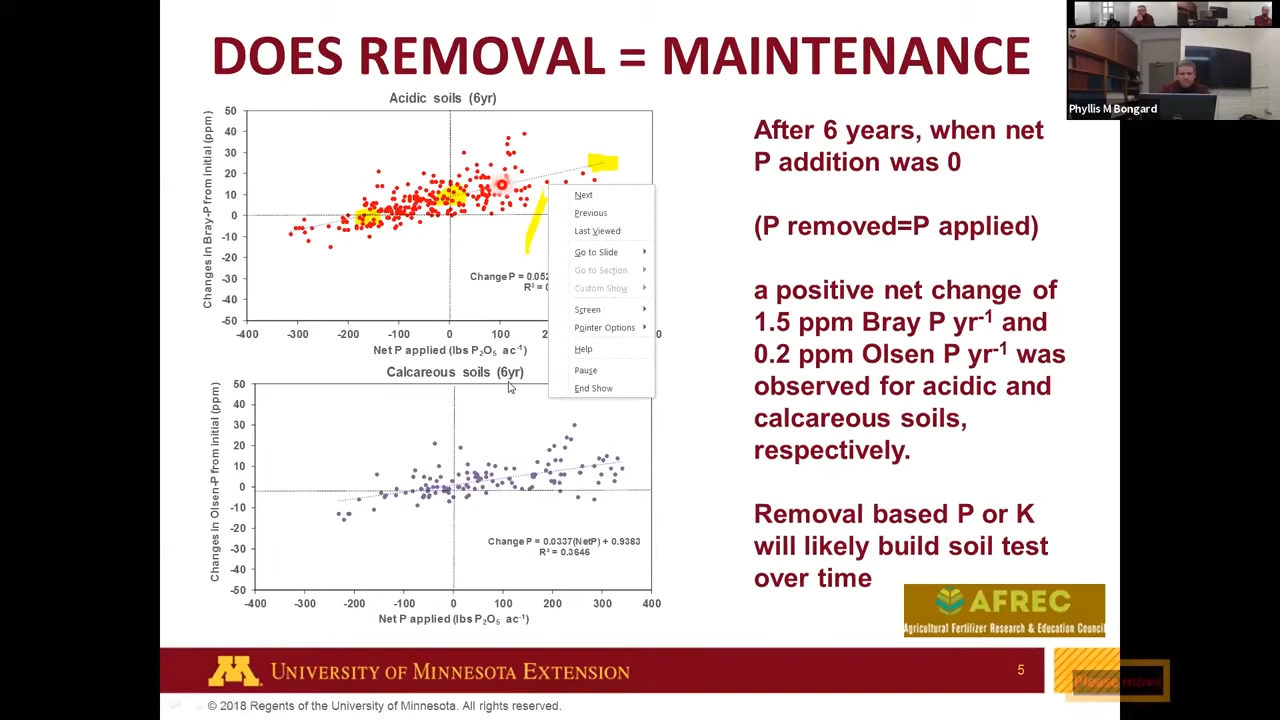 DOES REMOVAL = MAINTENANCE
Phyllis M Bongard
Acidic soils (6yr)
Changes in Bray-P from initial (ppm)
50
40
30
20
10
0
-10
-20
-30
-40
-50
Change P = 0.052
R² = 0
-400 -300 -200 -100 0 100
Net P applied (lbs P₂O₅ ac⁻¹)
Next
Previous
Last Viewed
Go to Slide
Go to Section
Custom Show
Screen
Pointer Options
Help
Pause
End Show
Calcareous soils (6yr)
Changes in Olsen-P from initial (ppm)
50
40
30
20
10
0
-10
-20
-30
-40
-50
Change P = 0.0337(NetP) + 0.9383
R² = 0.3646
-400 -300 -200 -100 0 100 200 300 400
Net P applied (lbs P₂O₅ ac⁻¹)
After 6 years, when net
P addition was 0
(P removed=P applied)
a positive net change of
1.5 ppm Bray P yr⁻¹ and
0.2 ppm Olsen P yr⁻¹ was
observed for acidic and
calcareous soils,
respectively.
Removal based P or K
will likely build soil test
over time
AFREC
Agricultural Fertilizer Research & Education Council
M UNIVERSITY OF MINNESOTA EXTENSION
5
Please move
© 2018 Regents of the University of Minnesota. All rights reserved.